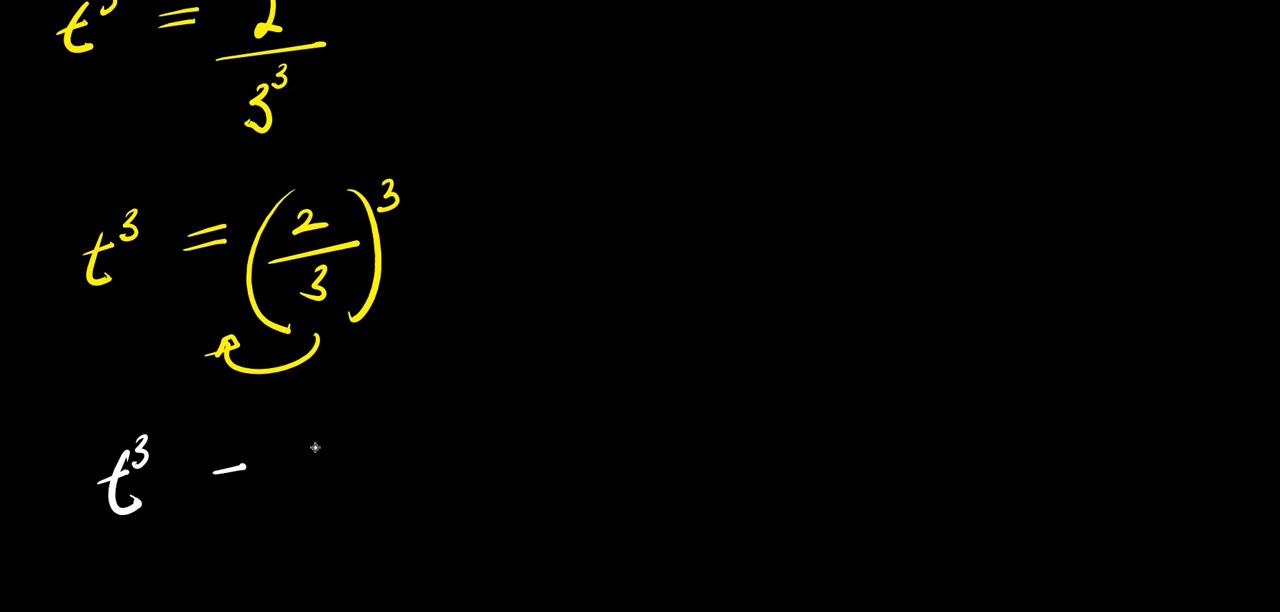 t³ = 2/3³
t³ = (2/3)³
t³ −